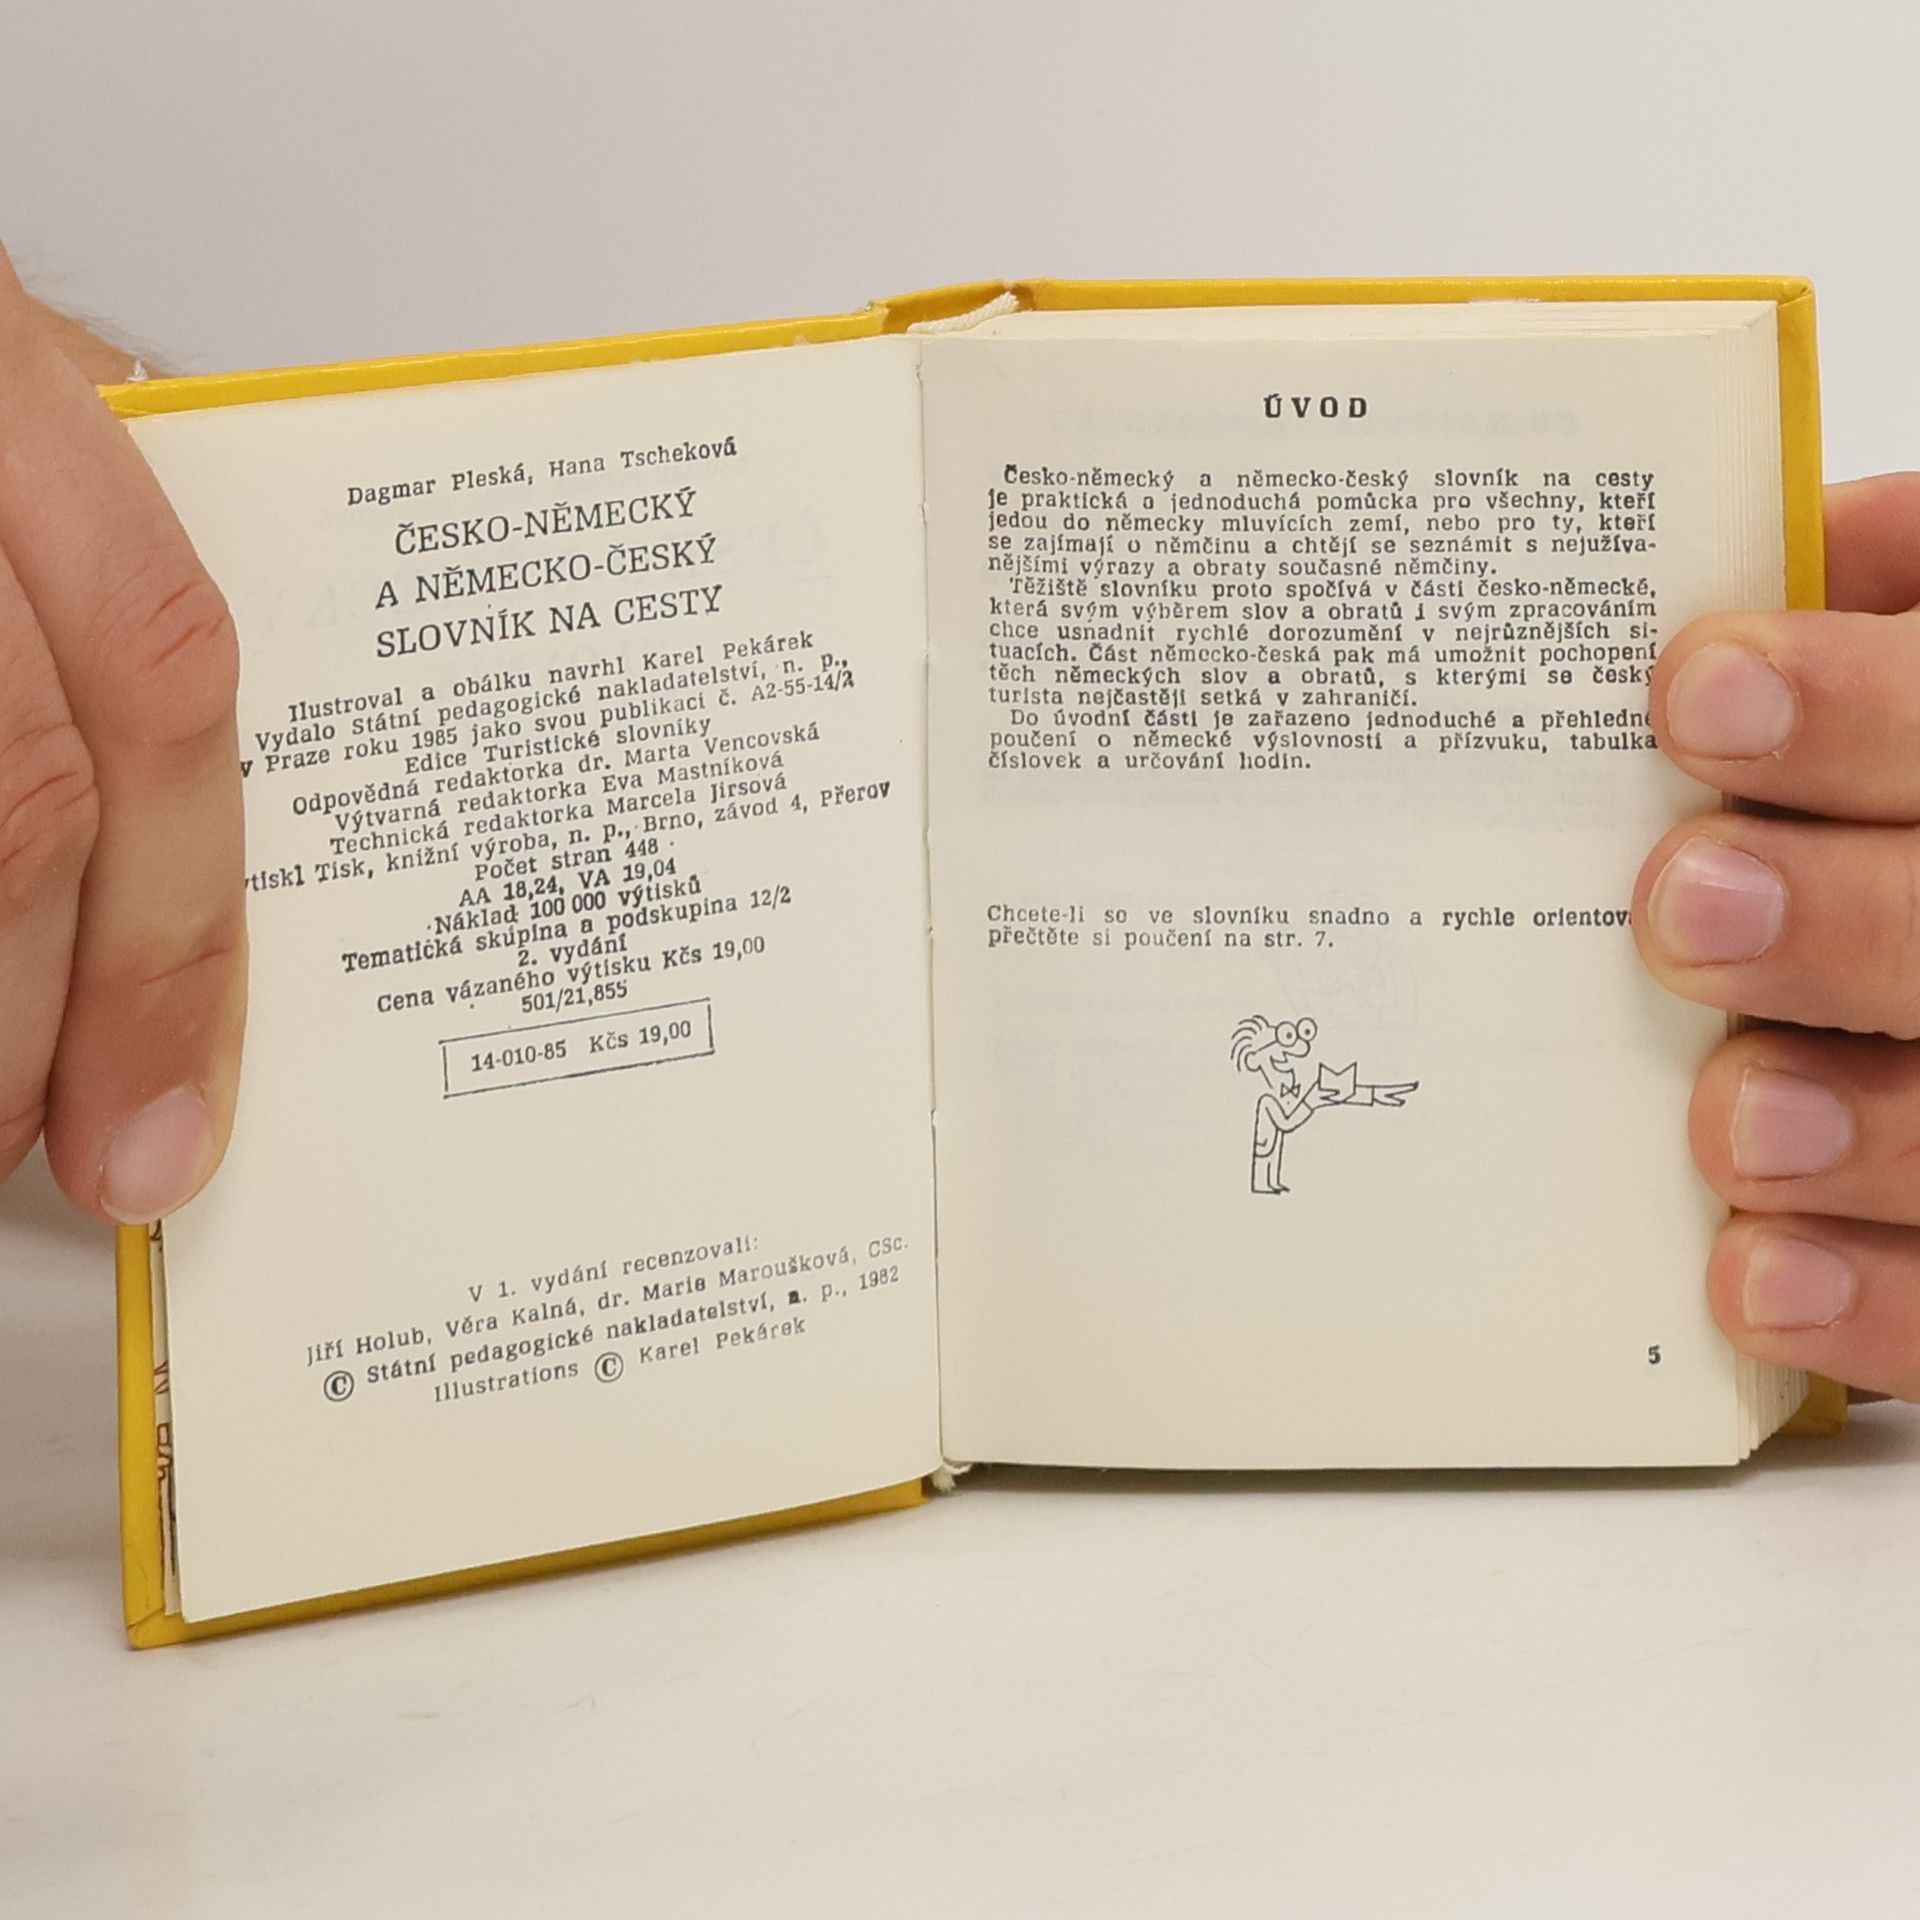 Dagmar Pleská, Hana Tscheková
ČESKO-NĚMECKÝ
A NĚMECKO-ČESKÝ
SLOVNÍK NA CESTY
Ilustroval a obálku navrhl Karel Pekárek
Vydalo Státní pedagogické nakladatelství, n. p.,
v Praze roku 1985 jako svou publikaci č. A2-55-14/2
Edice Turistické slovníky
Odpovědná redaktorka dr. Marta Vencovská
Výtvarná redaktorka Eva Mastníková
Technická redaktorka Marcela Jirsová
ytiskl Tisk, knižní výroba, n. p., Brno, závod 4, Přerov
Počet stran 448
AA 18,24, VA 19,04
Náklad 100 000 výtisků
Tematická skupina a podskupina 12/2
2. vydání
Cena vázaného výtisku Kčs 19,00
501/21,855
14-010-85 Kčs 19,00
V 1. vydání recenzovali:
Jiří Holub, Věra Kalná, dr. Marie Maroušková, CSc.
© Státní pedagogické nakladatelství, n. p., 1982
Illustrations © Karel Pekárek
ÚVOD
Česko-německý a německo-český slovník na cesty
je praktická a jednoduchá pomůcka pro všechny, kteří
jedou do německy mluvících zemí, nebo pro ty, kteří
se zajímají o němčinu a chtějí se seznámit s nejužíva-
nějšími výrazy a obraty současné němčiny.
Těžiště slovníku proto spočívá v části česko-německé,
která svým výběrem slov a obratů i svým zpracováním
chce usnadnit rychlé dorozumění v nejrůznějších si-
tuacích. Část německo-česká pak má umožnit pochopení
těch německých slov a obratů, s kterými se český
turista nejčastěji setká v zahraničí.
Do úvodní části je zařazeno jednoduché a přehledné
poučení o německé výslovnosti a přízvuku, tabulka
číslovek a určování hodin.
Chcete-li se ve slovníku snadno a rychle orientova
přečtěte si poučení na str. 7.
5